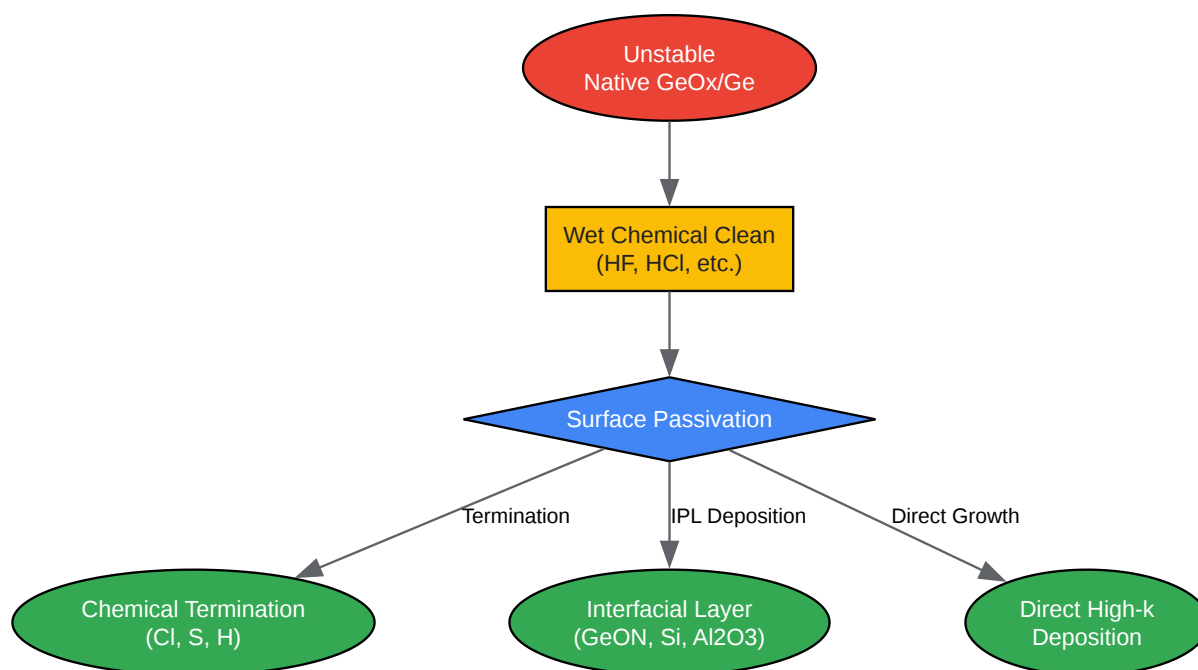 Unstable
Native GeOx/Ge
Wet Chemical Clean
(HF, HCl, etc.)
Surface Passivation
Termination
IPL Deposition
Direct Growth
Chemical Termination
(Cl, S, H)
Interfacial Layer
(GeON, Si, Al2O3)
Direct High-k
Deposition